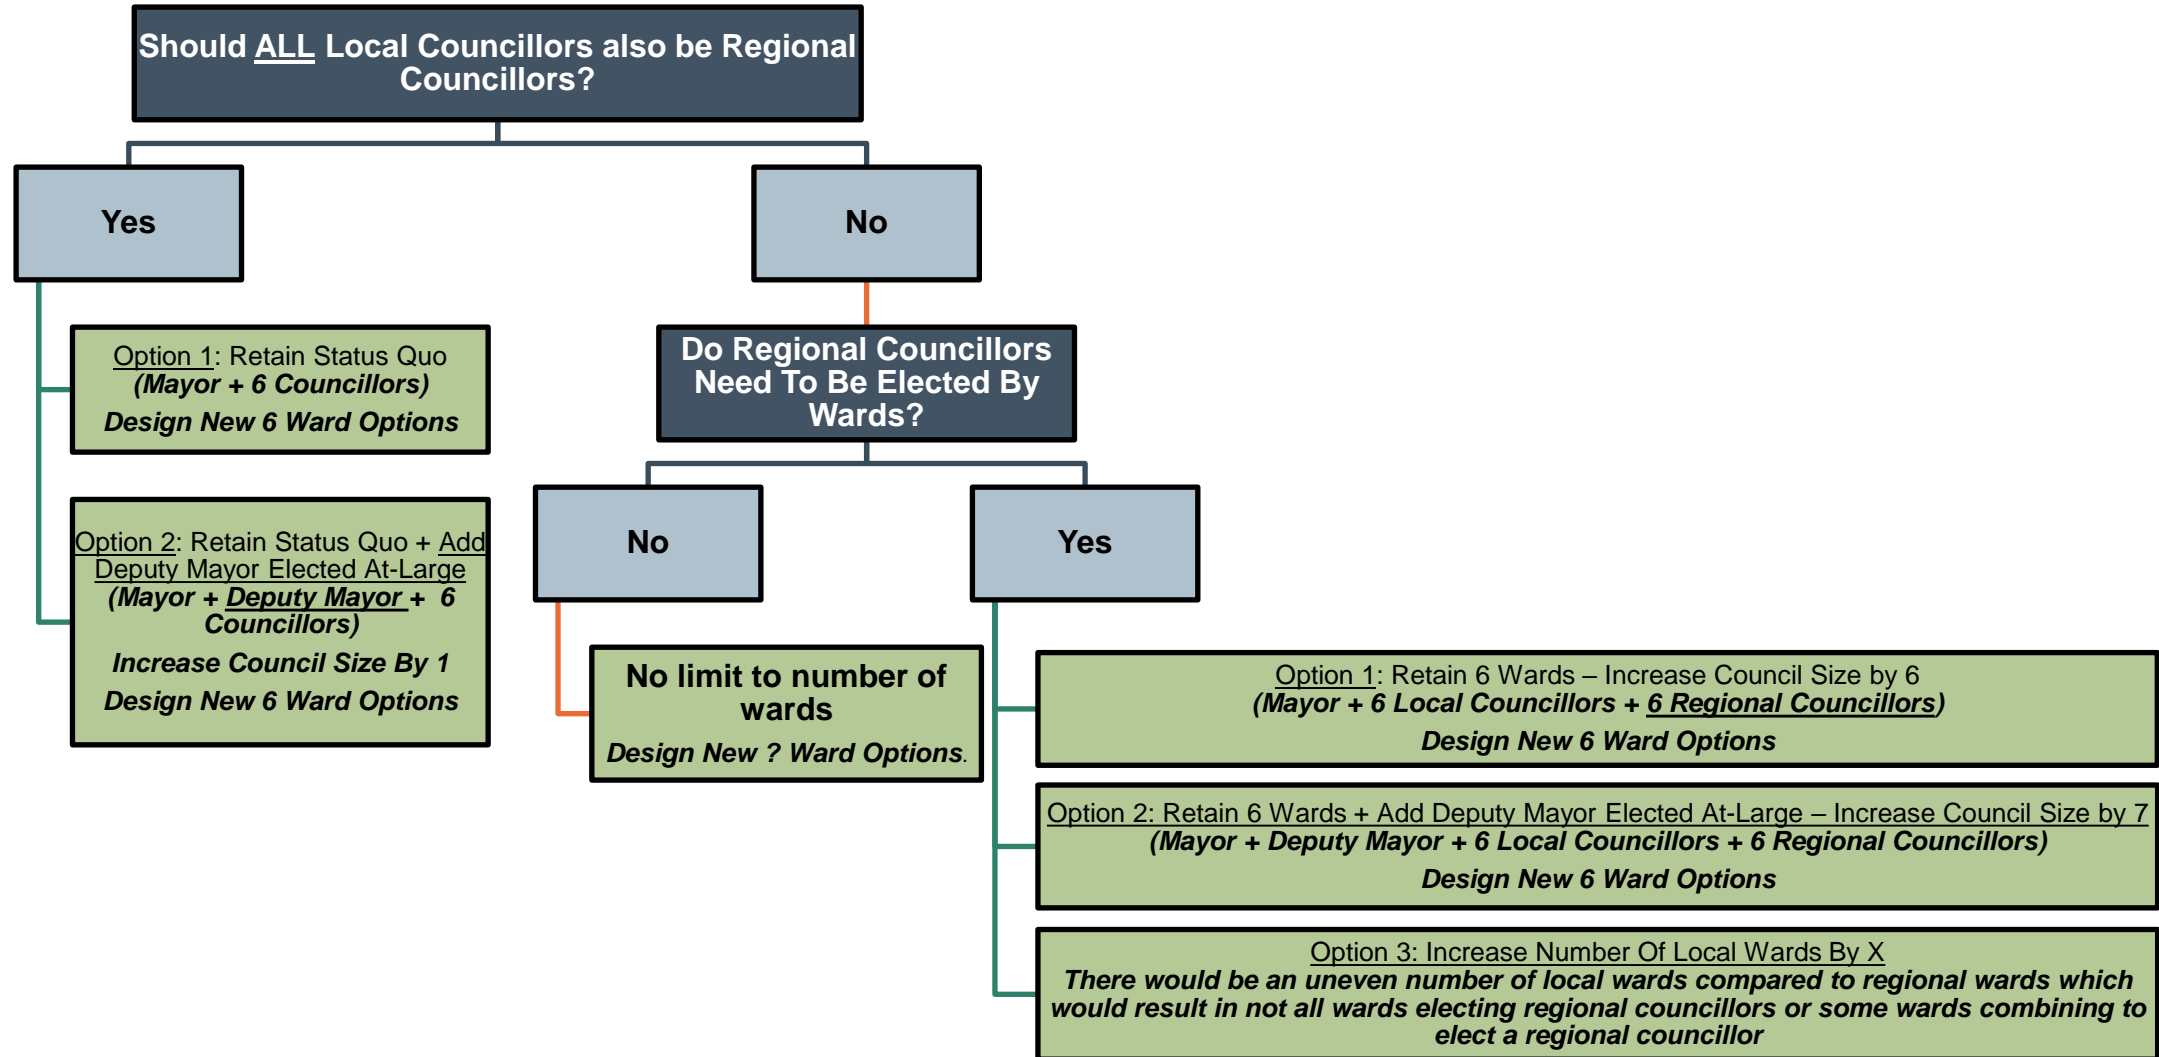 Should ALL Local Councillors also be Regional
Councillors?
Yes
No
Option 1: Retain Status Quo
(Mayor + 6 Councillors)
Design New 6 Ward Options
Do Regional Councillors
Need To Be Elected By
Wards?
Option 2: Retain Status Quo + Add
Deputy Mayor Elected At-Large
(Mayor + Deputy Mayor + 6
Councillors)
Increase Council Size By 1
Design New 6 Ward Options
No
Yes
No limit to number of
wards
Design New ? Ward Options.
Option 1: Retain 6 Wards – Increase Council Size by 6
(Mayor + 6 Local Councillors + 6 Regional Councillors)
Design New 6 Ward Options
Option 2: Retain 6 Wards + Add Deputy Mayor Elected At-Large – Increase Council Size by 7
(Mayor + Deputy Mayor + 6 Local Councillors + 6 Regional Councillors)
Design New 6 Ward Options
Option 3: Increase Number Of Local Wards By X
There would be an uneven number of local wards compared to regional wards which
would result in not all wards electing regional councillors or some wards combining to
elect a regional councillor